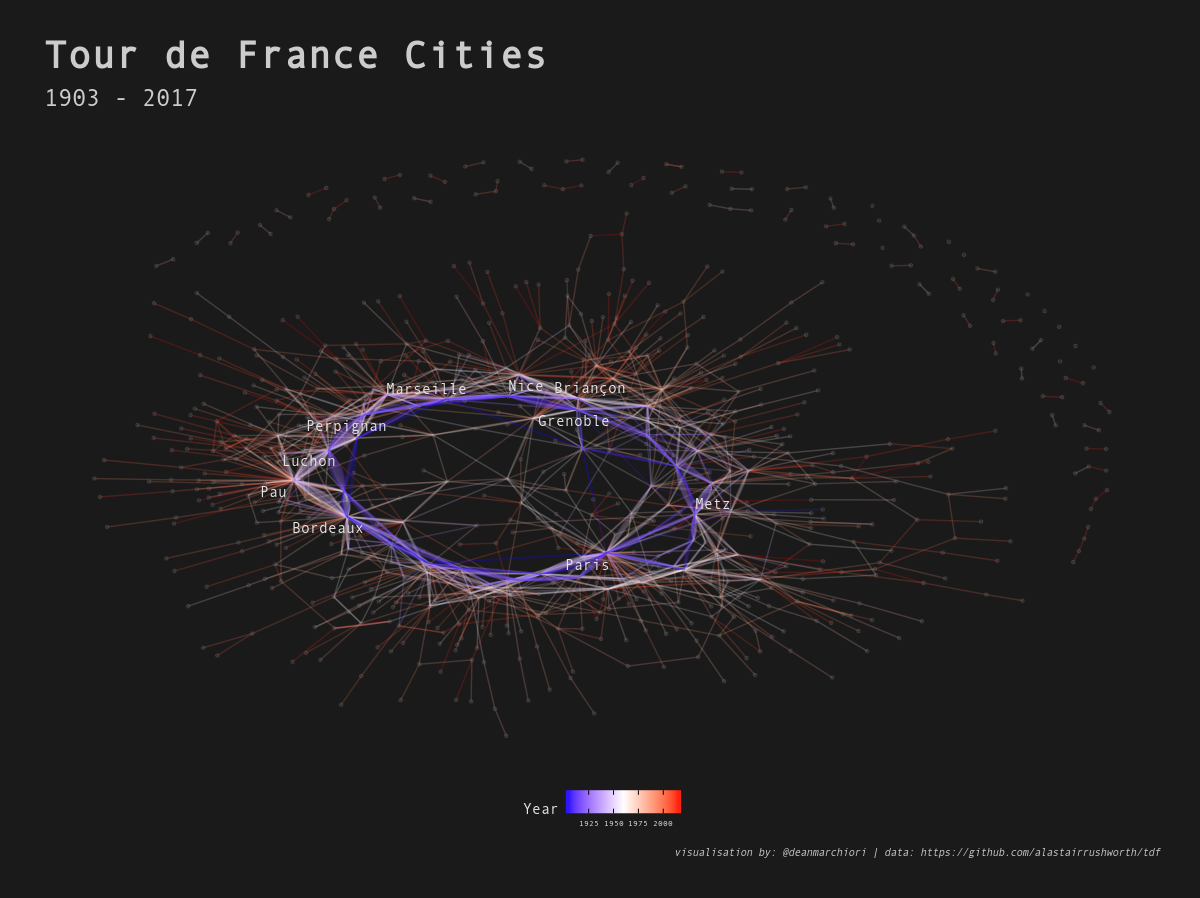 Tour de France Cities
1903 - 2017
Marseille
Nice
Briançon
Grenoble
Perpignan
Luchon
Pau
Metz
Bordeaux
Paris
Year
1925 1950 1975 2000
visualisation by: @deanmarchiori | data: https://github.com/alastairrushworth/tdf